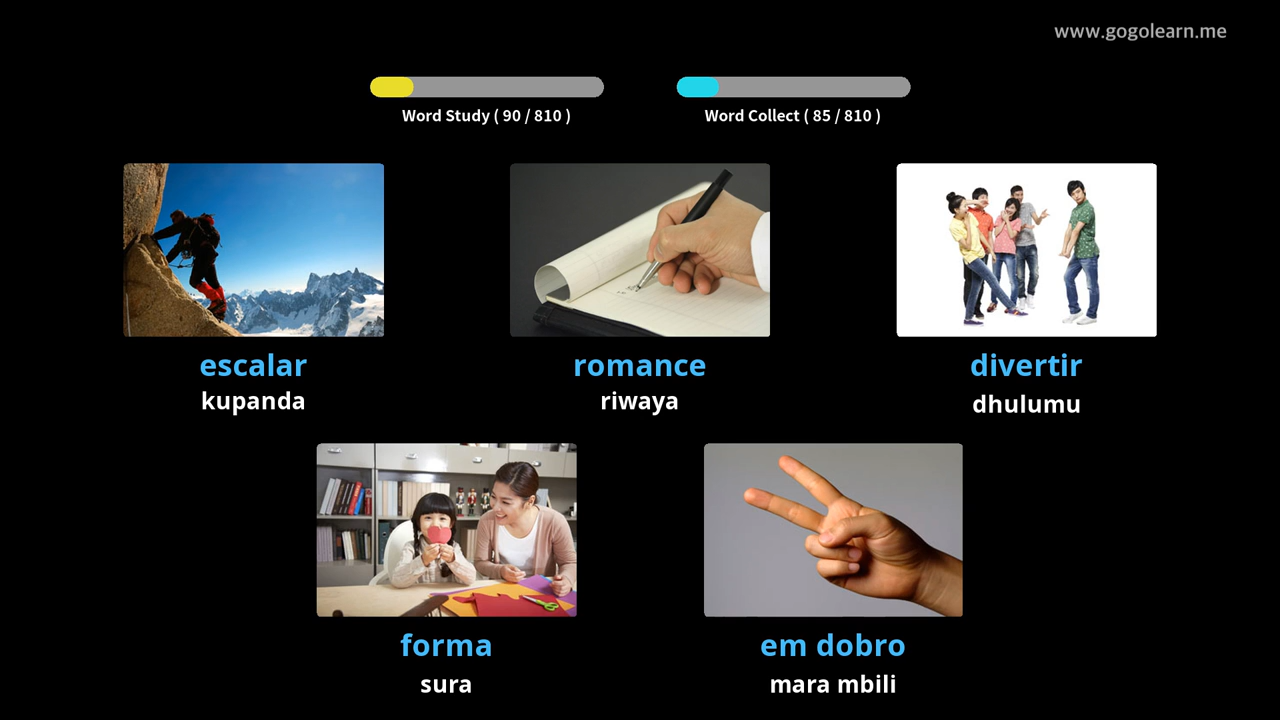 www.gogolearn.me
Word Study ( 90 / 810 )
Word Collect ( 85 / 810 )
escalar
kupanda
romance
riwaya
divertir
dhulumu
forma
sura
em dobro
mara mbili